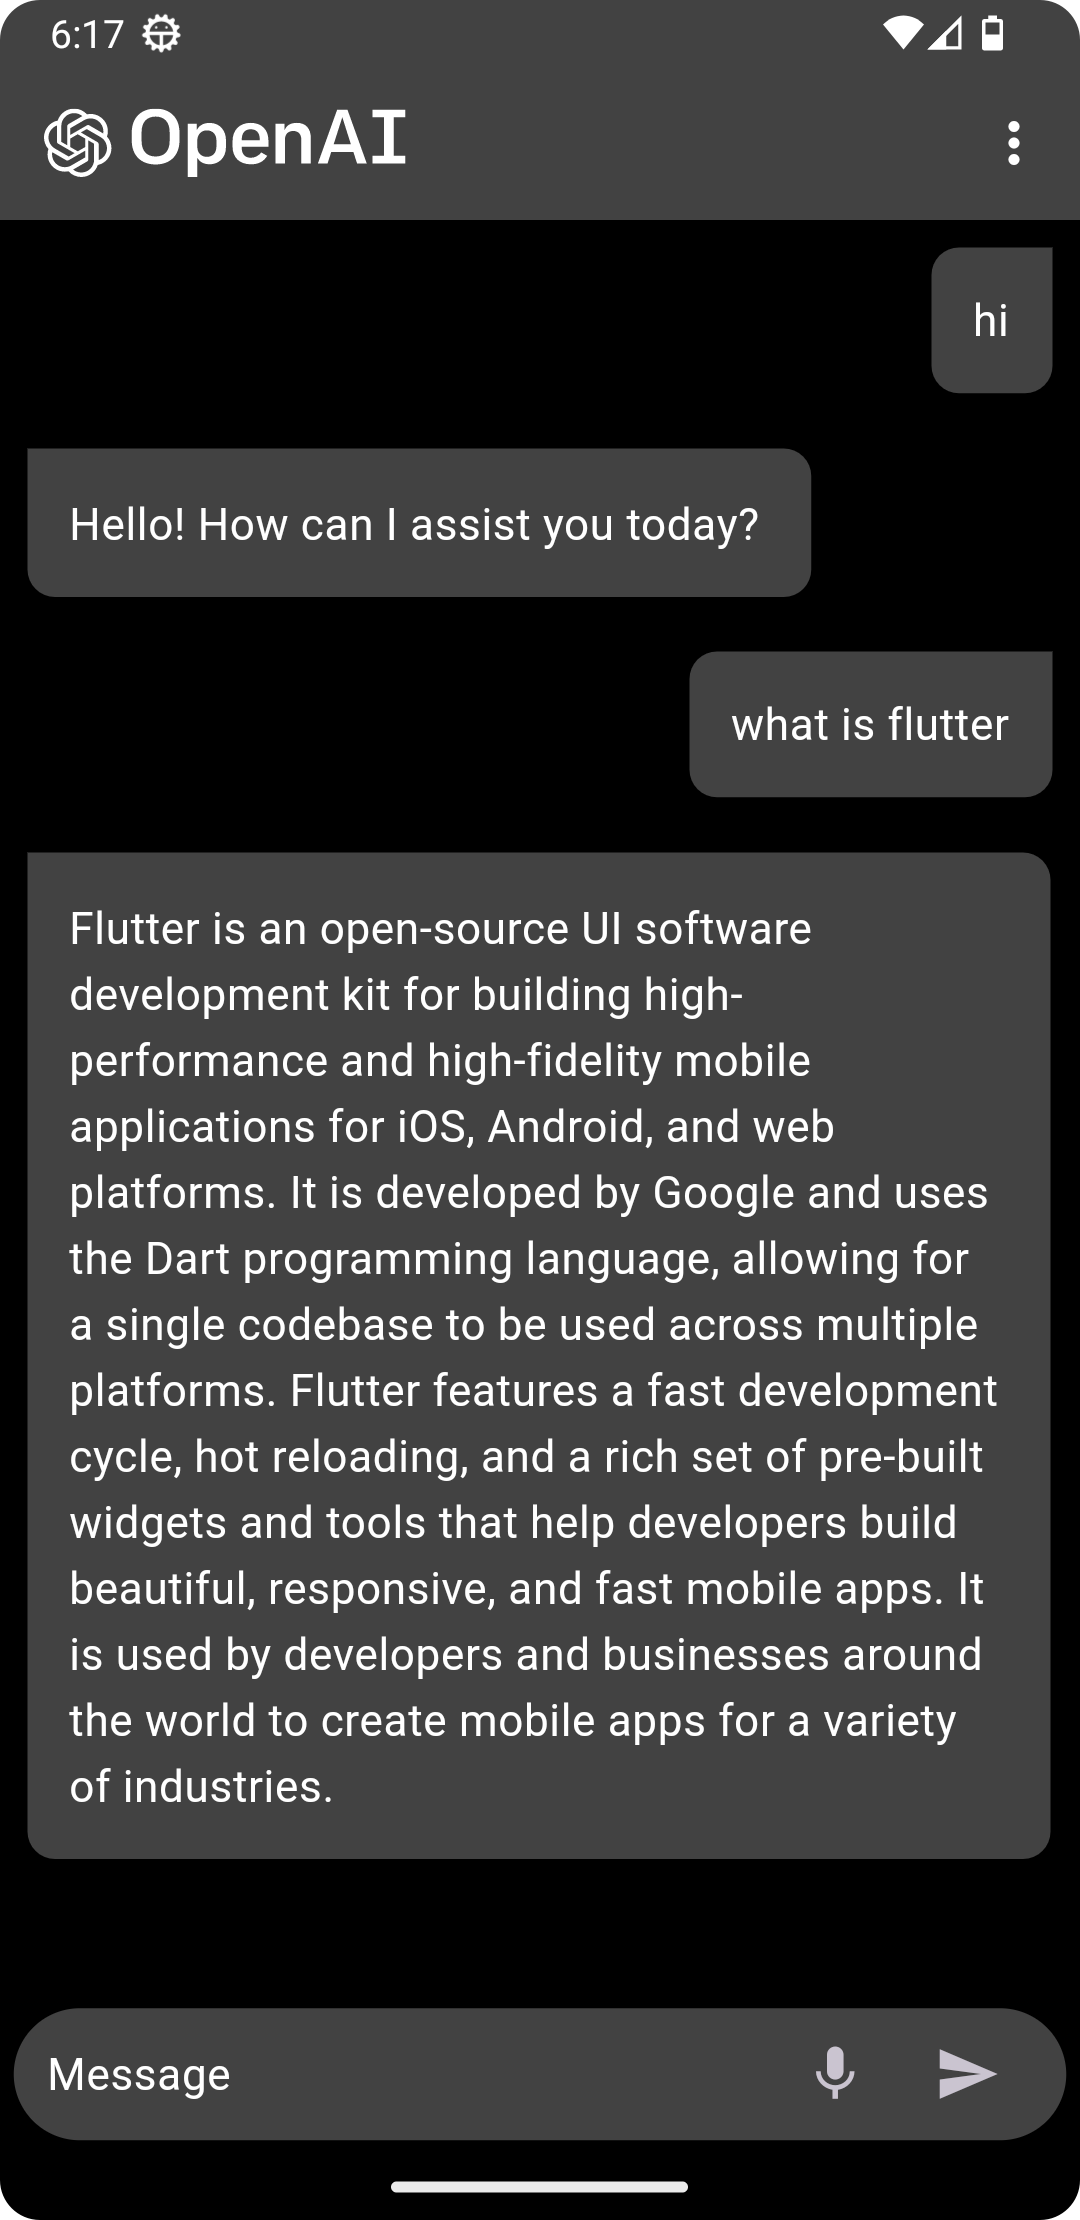 6:17
OpenAI
hi
Hello! How can I assist you today?
what is flutter
Flutter is an open-source UI software
development kit for building high-
performance and high-fidelity mobile
applications for iOS, Android, and web
platforms. It is developed by Google and uses
the Dart programming language, allowing for
a single codebase to be used across multiple
platforms. Flutter features a fast development
cycle, hot reloading, and a rich set of pre-built
widgets and tools that help developers build
beautiful, responsive, and fast mobile apps. It
is used by developers and businesses around
the world to create mobile apps for a variety
of industries.
Message